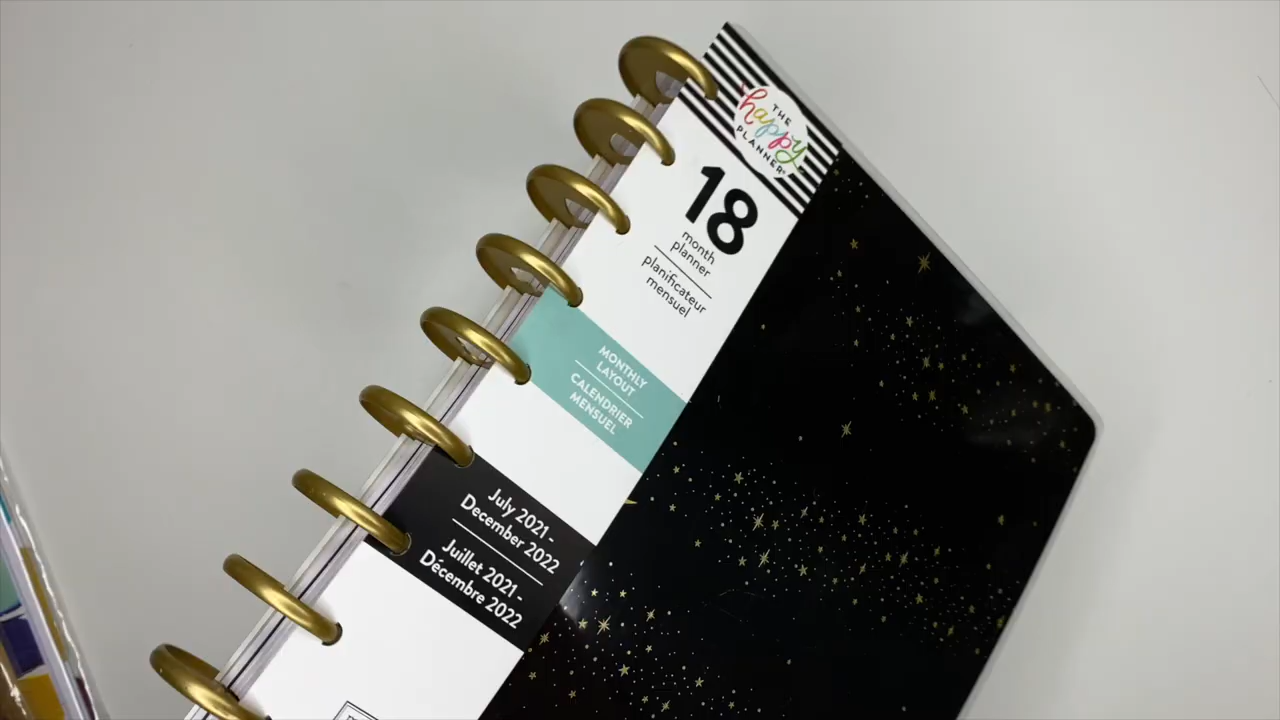 THE
happy
PLANNER®
18
month
planner
planificateur
mensuel
MONTHLY
LAYOUT
CALENDRIER
MENSUEL
July 2021 -
December 2022
Juillet 2021 -
Décembre 2022